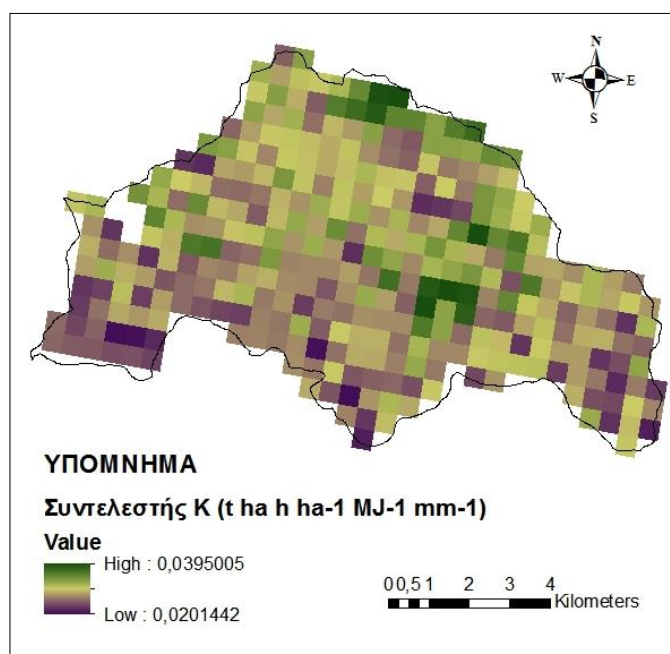 N
W E
S
ΥΠΟΜΝΗΜΑ
Συντελεστής Κ (t ha h ha-1 MJ-1 mm-1)
Value
High : 0,0395005
Low : 0,0201442
0 0,5 1 2 3 4
Kilometers